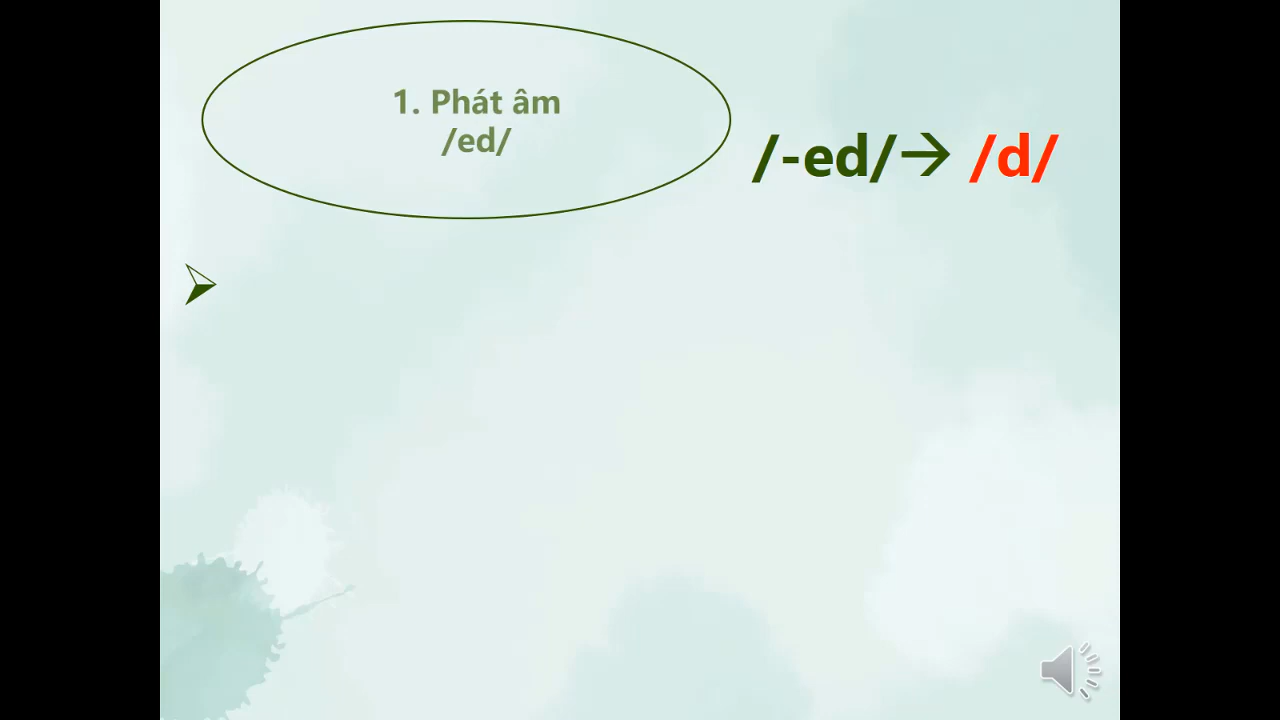 1. Phát âm
/ed/
/-ed/→ /d/